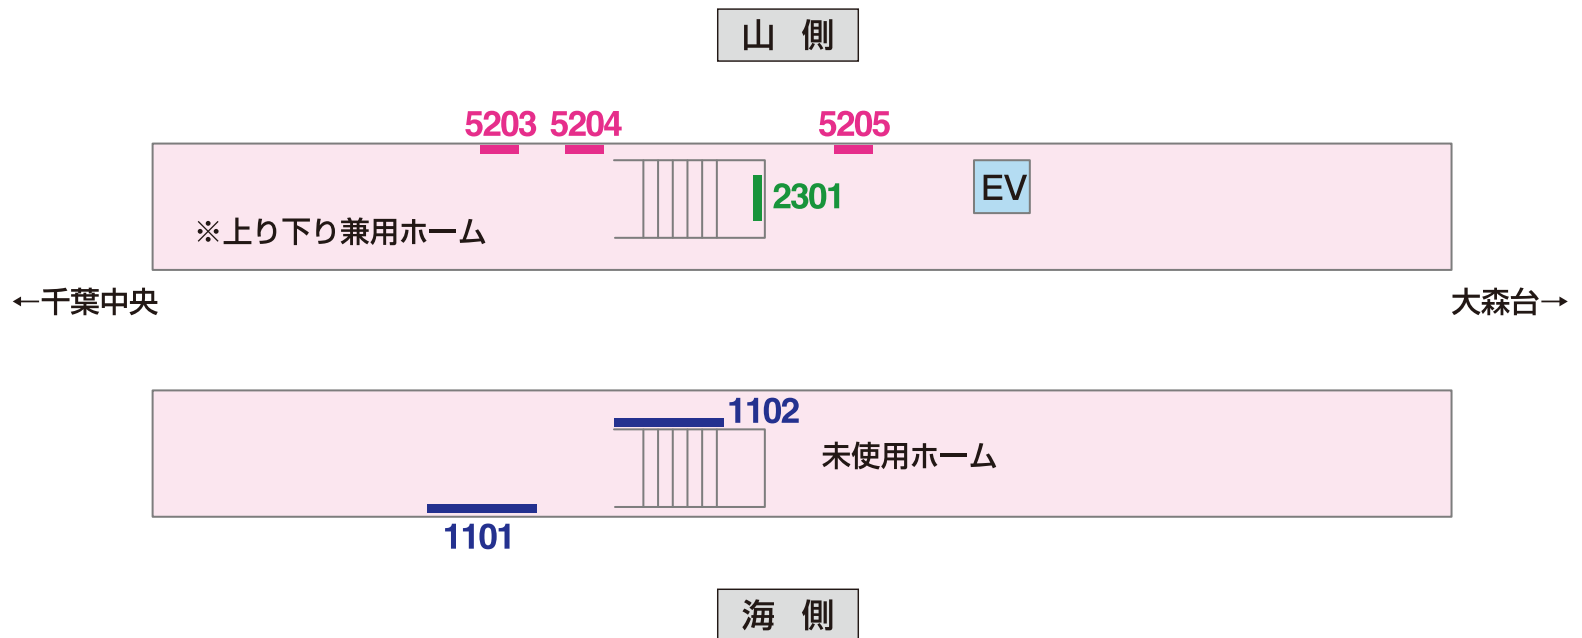 山 側
5203 5204 5205
EV
2301
※上り下り兼用ホーム
←千葉中央
大森台→
1102
未使用ホーム
1101
海 側